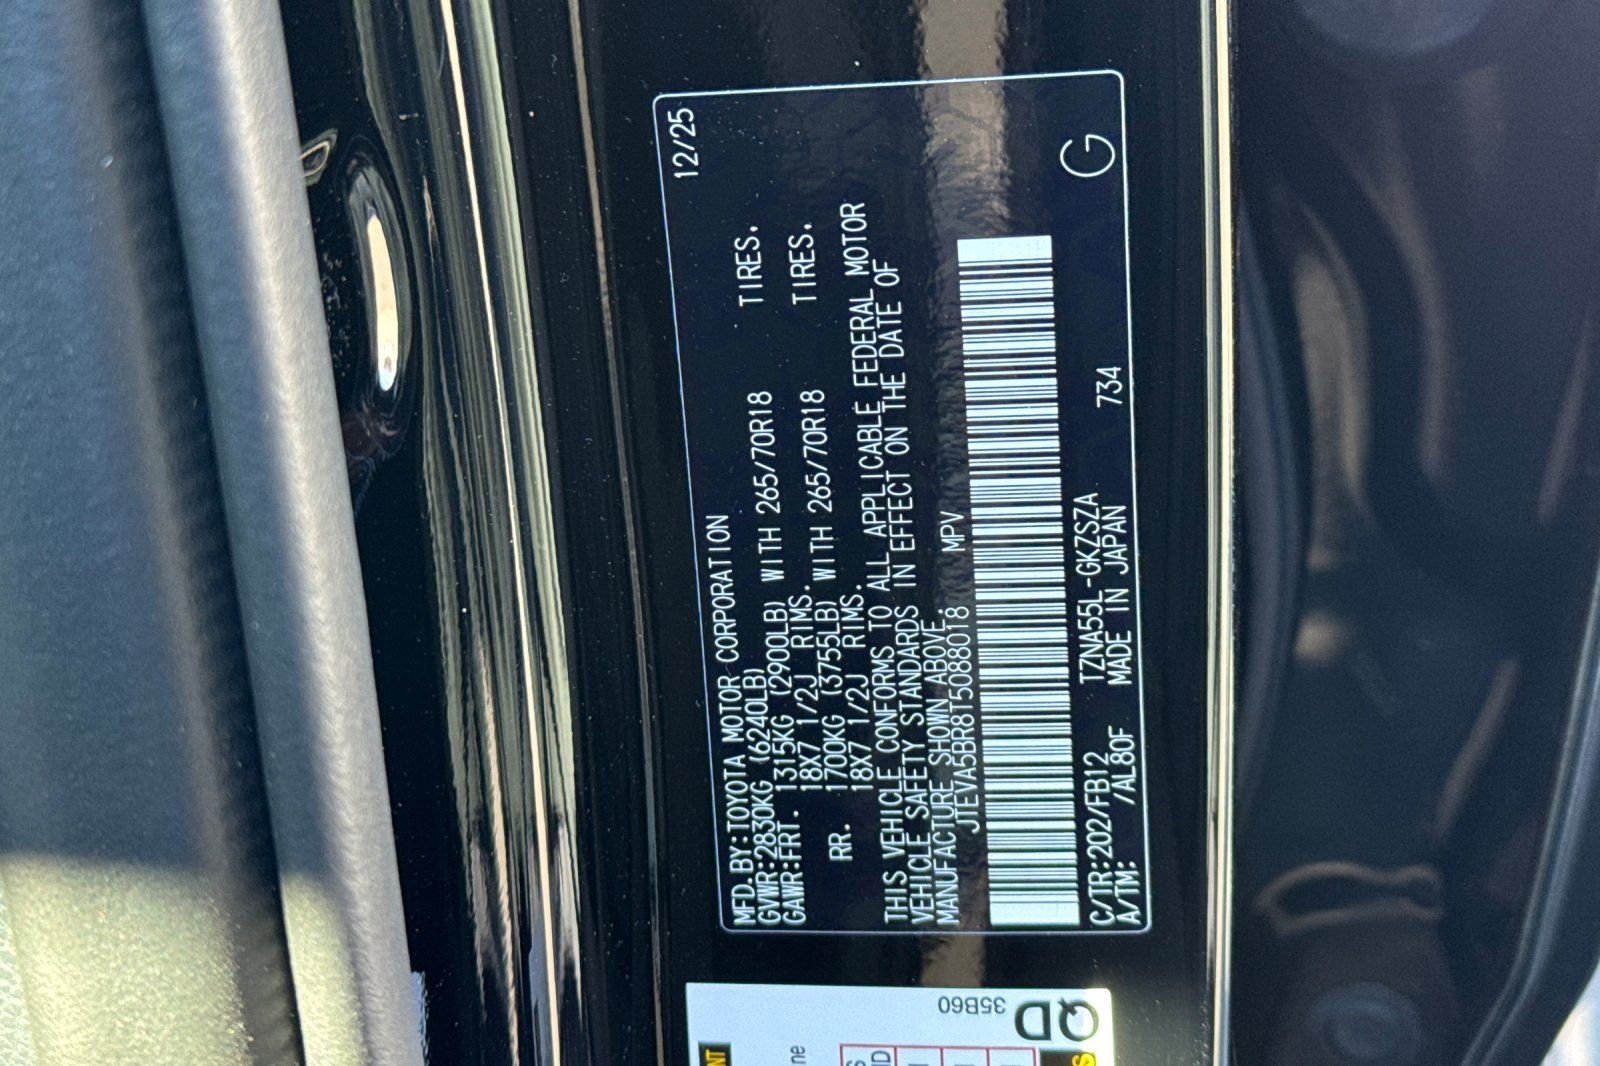 12/25
MFD.BY:TOYOTA MOTOR CORPORATION
GVWR:2830KG (6240LB)
GAWR:FRT. 1315KG (2900LB) WITH 265/70R18 TIRES.
18X7 1/2J RIMS.
RR. 1700KG (3755LB) WITH 265/70R18 TIRES.
18X7 1/2J RIMS.
THIS VEHICLE CONFORMS TO ALL APPLICABLE FEDERAL MOTOR
VEHICLE SAFETY STANDARDS IN EFFECT ON THE DATE OF
MANUFACTURE SHOWN ABOVE.
JTEVA5BR8T5088018 MPV
C/TR:202/FB12 TZNA55L-GKZSZA
A/TM: /AL80F MADE IN JAPAN 734 G
35B60
QD